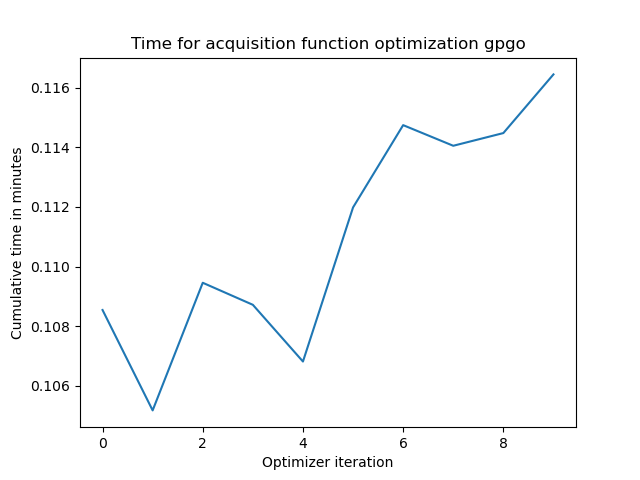 Time for acquisition function optimization gpgo
0.116
0.114
0.112
0.110
0.108
0.106
Cumulative time in minutes
0 2 4 6 8
Optimizer iteration